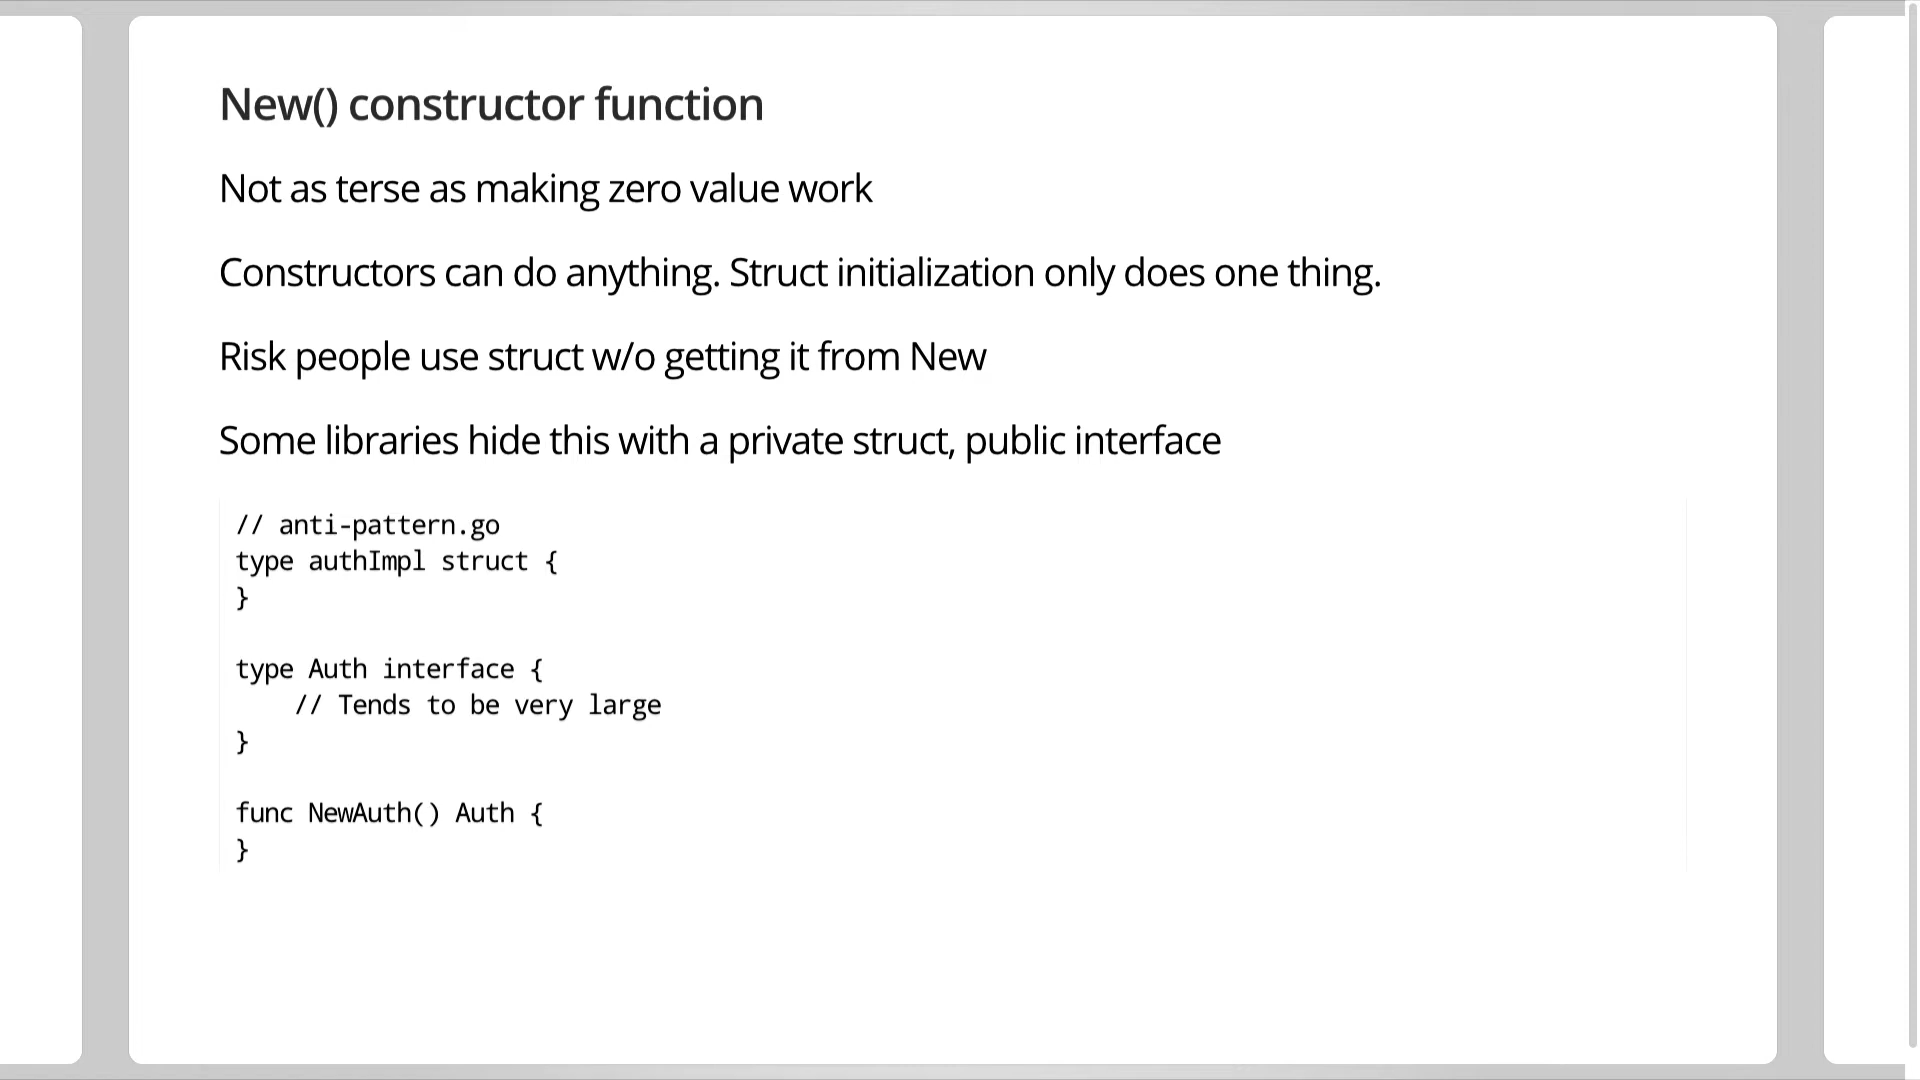 New() constructor function
Not as terse as making zero value work
Constructors can do anything. Struct initialization only does one thing.
Risk people use struct w/o getting it from New
Some libraries hide this with a private struct, public interface
// anti-pattern.go
type authImpl struct {
}
type Auth interface {
    // Tends to be very large
}
func NewAuth() Auth {
}